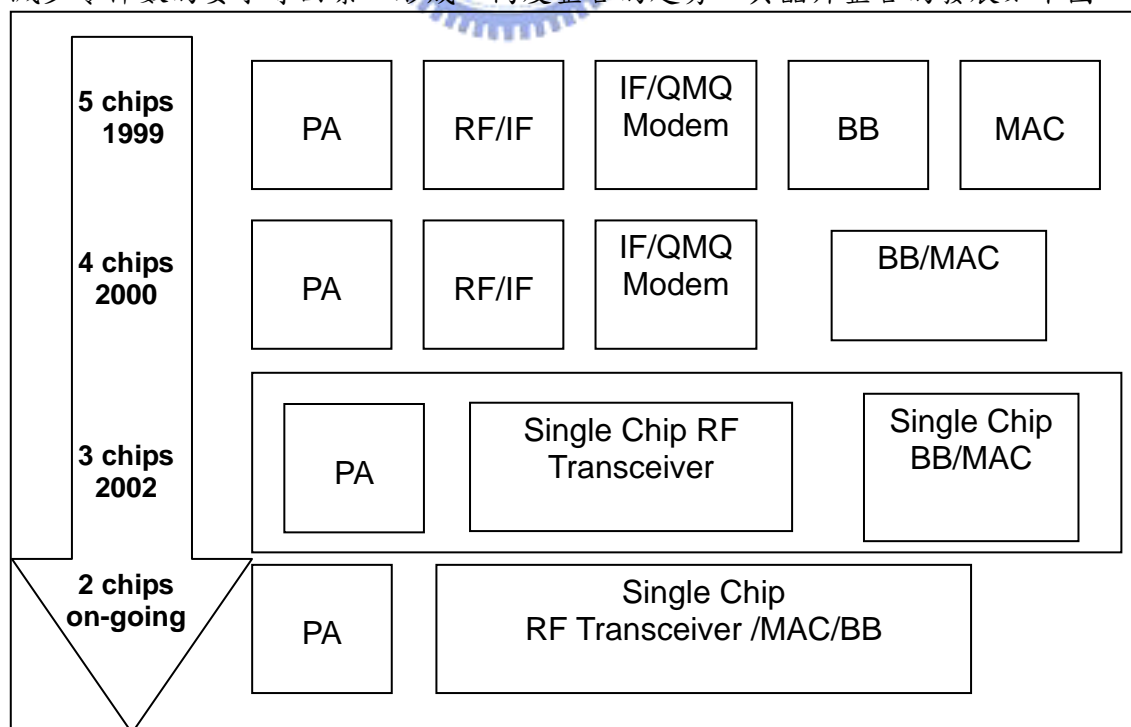 5 chips
1999
PA
RF/IF
IF/QMQ
Modem
BB
MAC
4 chips
2000
PA
RF/IF
IF/QMQ
Modem
BB/MAC
3 chips
2002
PA
Single Chip RF
Transceiver
Single Chip
BB/MAC
2 chips
on-going
PA
Single Chip
RF Transceiver /MAC/BB